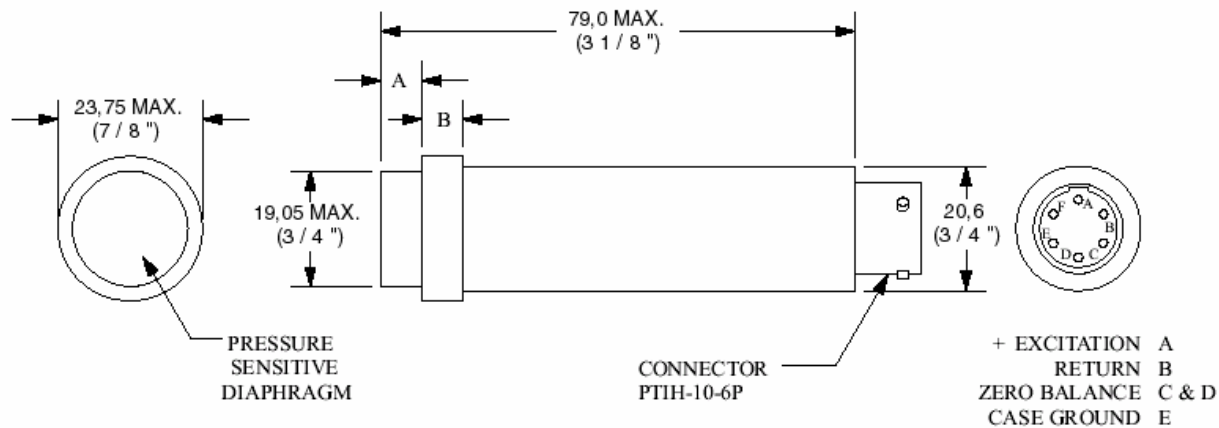 79,0 MAX.
(3 1 / 8 ")
A
B
23,75 MAX.
(7 / 8 ")
19,05 MAX.
(3 / 4 ")
20,6
(3 / 4 ")
A
B
C
D
E
F
PRESSURE
SENSITIVE
DIAPHRAGM
CONNECTOR
PTIH-10-6P
+ EXCITATION A
RETURN B
ZERO BALANCE C & D
CASE GROUND E